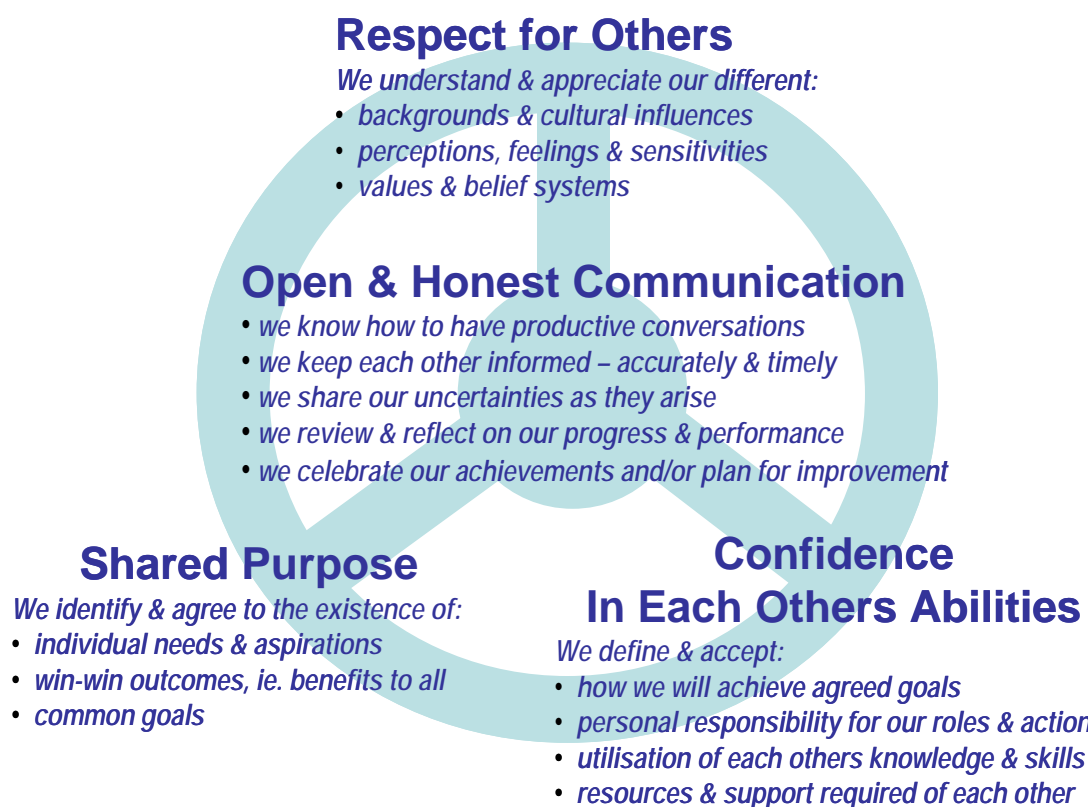 Respect for Others
We understand & appreciate our different:
• backgrounds & cultural influences
• perceptions, feelings & sensitivities
• values & belief systems
Open & Honest Communication
• we know how to have productive conversations
• we keep each other informed – accurately & timely
• we share our uncertainties as they arise
• we review & reflect on our progress & performance
• we celebrate our achievements and/or plan for improvement
Shared Purpose
We identify & agree to the existence of:
• individual needs & aspirations
• win-win outcomes, ie. benefits to all
• common goals
Confidence
In Each Others Abilities
We define & accept:
• how we will achieve agreed goals
• personal responsibility for our roles & action
• utilisation of each others knowledge & skills
• resources & support required of each other